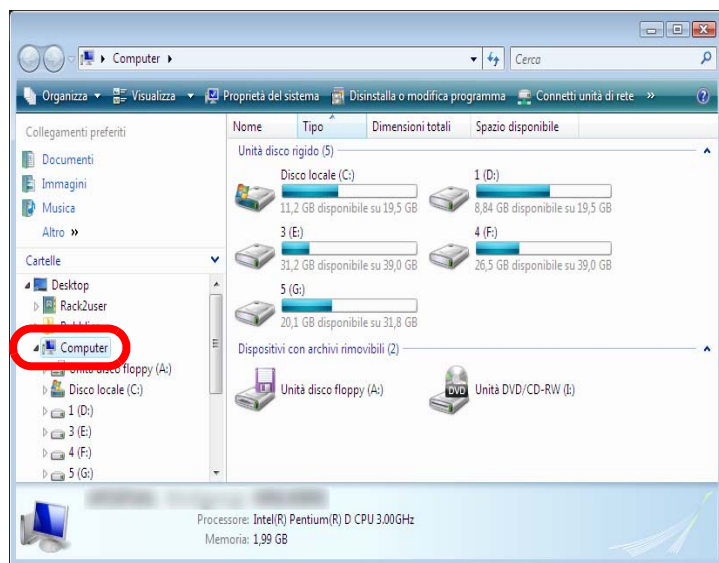 Computer
Cerca
Organizza
Visualizza
Proprietà del sistema
Disinstalla o modifica programma
Connetti unità di rete
»
Collegamenti preferiti
Documenti
Immagini
Musica
Altro »
Cartelle
Desktop
Rack2user
Computer
Unità disco floppy (A:)
Disco locale (C:)
1 (D:)
3 (E:)
4 (F:)
5 (G:)
Nome Tipo Dimensioni totali Spazio disponibile
Unità disco rigido (5)
Disco locale (C:)
11,2 GB disponibile su 19,5 GB
1 (D:)
8,84 GB disponibile su 19,5 GB
3 (E:)
31,2 GB disponibile su 39,0 GB
4 (F:)
26,5 GB disponibile su 39,0 GB
5 (G:)
20,1 GB disponibile su 31,8 GB
Dispositivi con archivi rimovibili (2)
Unità disco floppy (A:)
DVD
Unità DVD/CD-RW (I:)
Processore: Intel(R) Pentium(R) D CPU 3.00GHz
Memoria: 1,99 GB